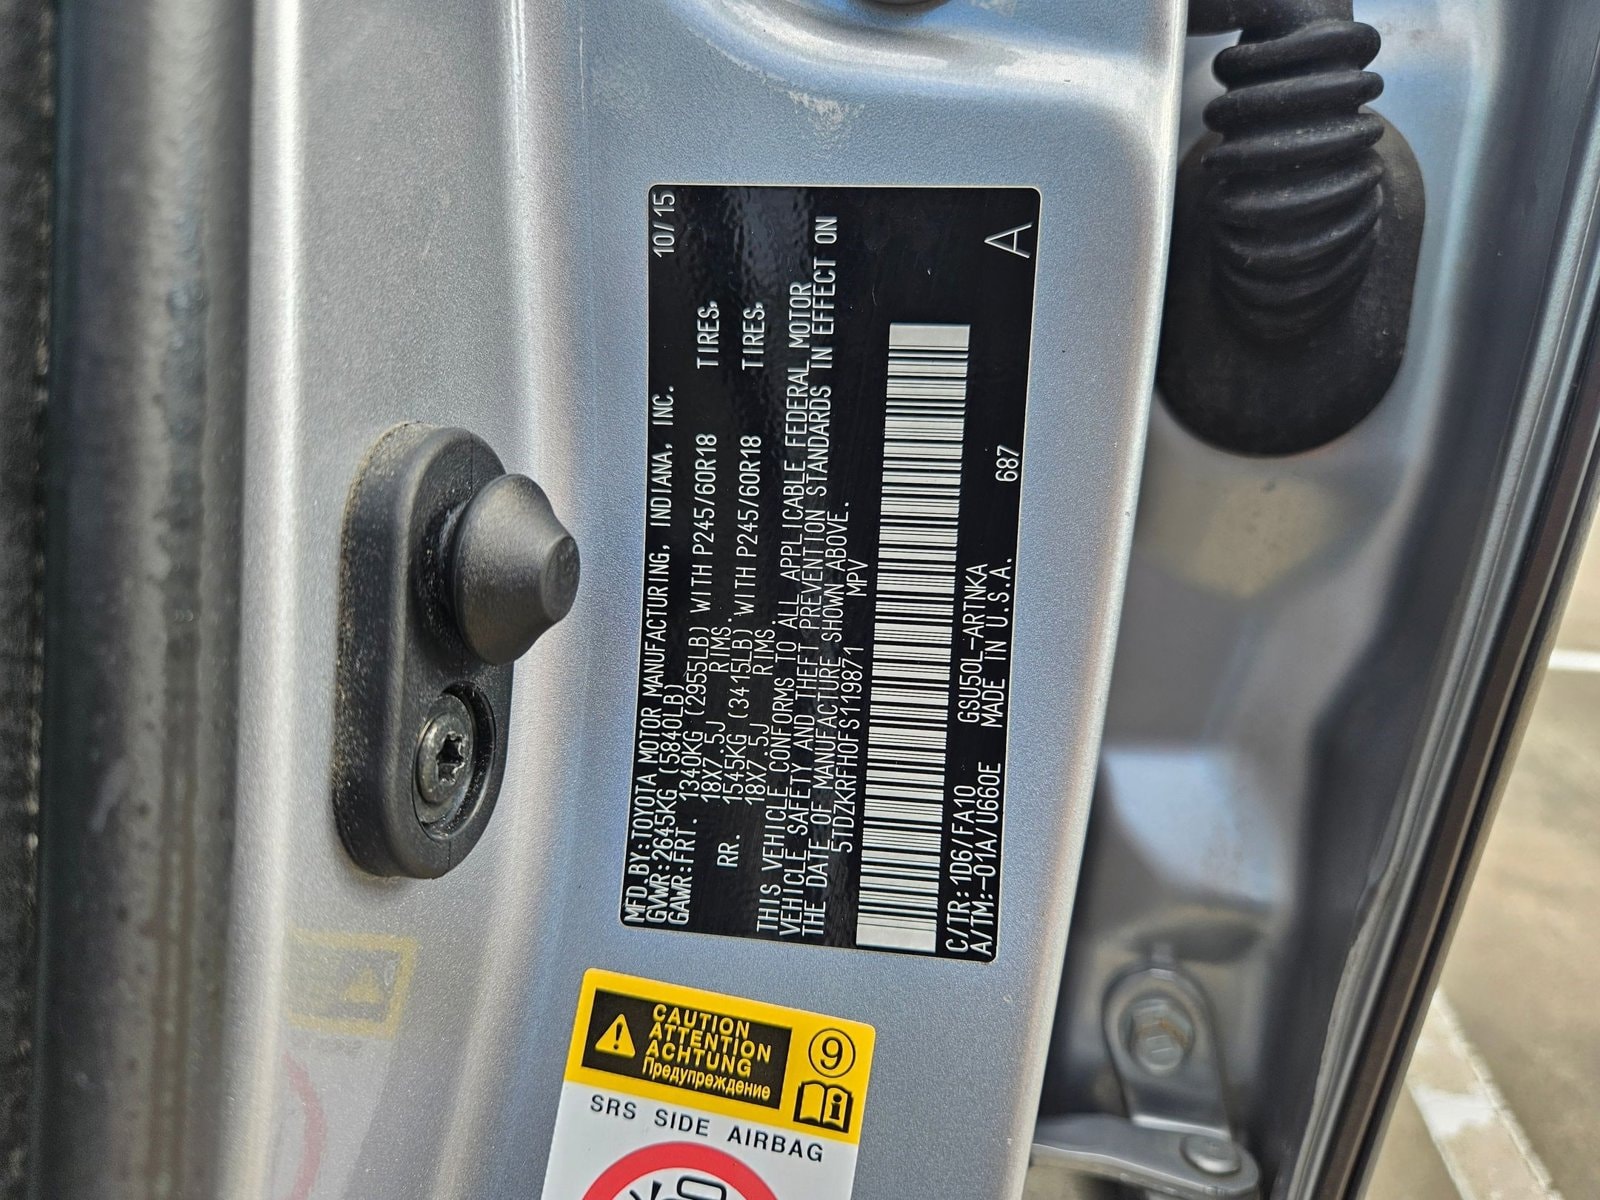 MFD.BY:TOYOTA MOTOR MANUFACTURING, INDIANA, INC. 10/15
GVWR:2645KG (5840LB)
GAWR:FRT. 1340KG (2955LB) WITH P245/60R18 TIRES,
18X7.5J RIMS.
RR. 1545KG (3415LB) WITH P245/60R18 TIRES,
18X7.5J RIMS.
THIS VEHICLE CONFORMS TO ALL APPLICABLE FEDERAL MOTOR
VEHICLE SAFETY AND THEFT PREVENTION STANDARDS IN EFFECT ON
THE DATE OF MANUFACTURE SHOWN ABOVE.
5TDZKRFH0FS119871 MPV
C/TR:1D6/FA10 GSU50L-ARTNKA 687
A/TM:-01A/U660E MADE IN U.S.A. A
CAUTION
ATTENTION
ACHTUNG
Предупреждение
9
SRS SIDE AIRBAG